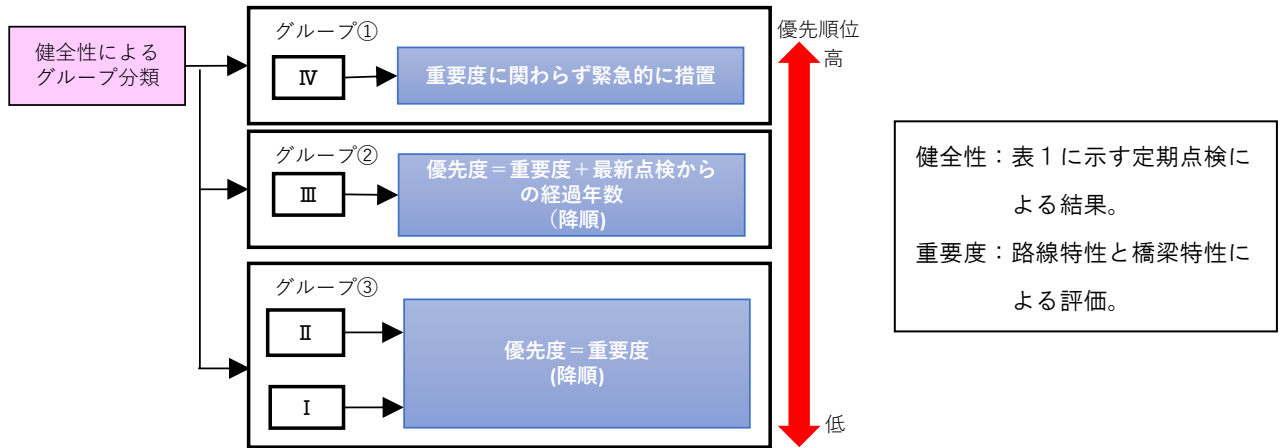 健全性による
グループ分類
グループ①
Ⅳ
重要度に関わらず緊急的に措置
グループ②
Ⅲ
優先度＝重要度＋最新点検から
の経過年数
（降順)
グループ③
Ⅱ
Ⅰ
優先度＝重要度
(降順)
優先順位
高
低
健全性：表１に示す定期点検に
よる結果。
重要度：路線特性と橋梁特性に
よる評価。